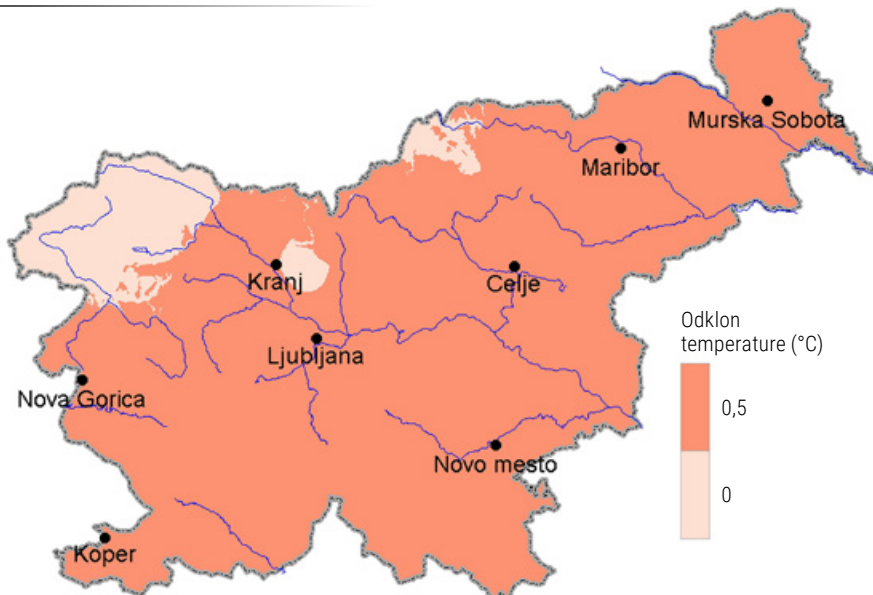 Murska Sobota
Maribor
Kranj
Celje
Ljubljana
Nova Gorica
Novo mesto
Koper
Odklon
temperature (°C)
0,5
0